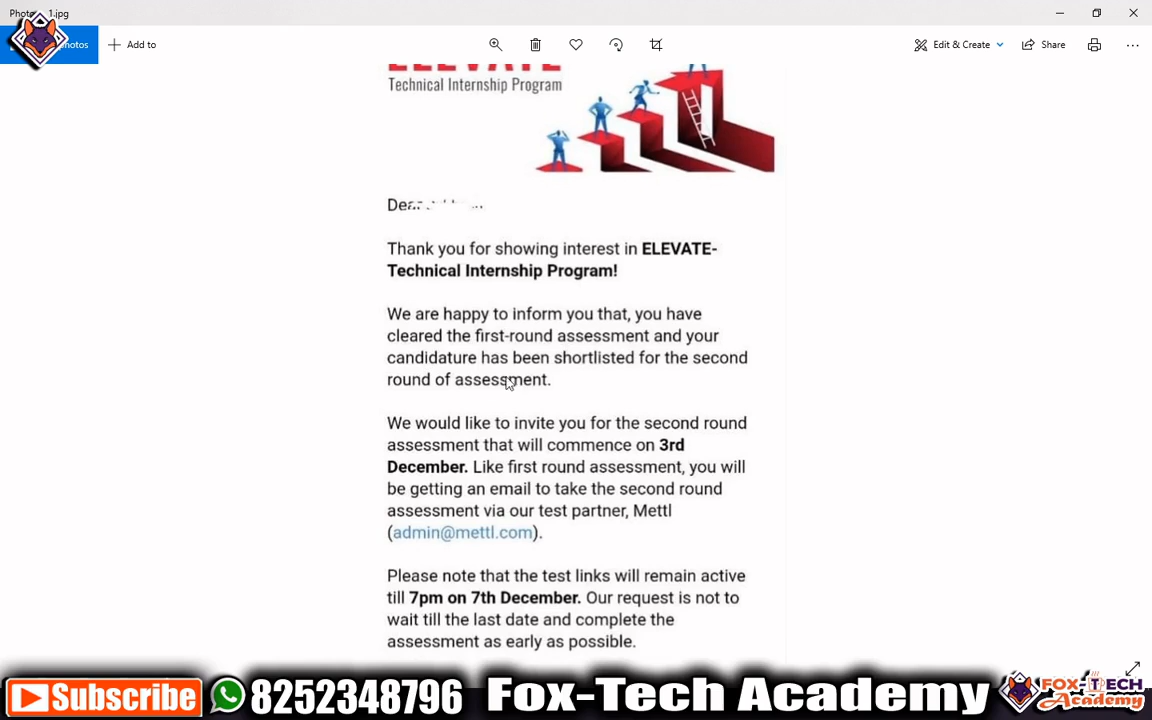 Add to
Edit & Create
Share
ELEVATE
Technical Internship Program
Thank you for showing interest in ELEVATE-
Technical Internship Program!
We are happy to inform you that, you have
cleared the first-round assessment and your
candidature has been shortlisted for the second
round of assessment.
We would like to invite you for the second round
assessment that will commence on 3rd
December. Like first round assessment, you will
be getting an email to take the second round
assessment via our test partner, Mettl
(admin@mettl.com).
Please note that the test links will remain active
till 7pm on 7th December. Our request is not to
wait till the last date and complete the
assessment as early as possible.
Subscribe
8252348796
Fox-Tech Academy
FOX-TECH
Academy